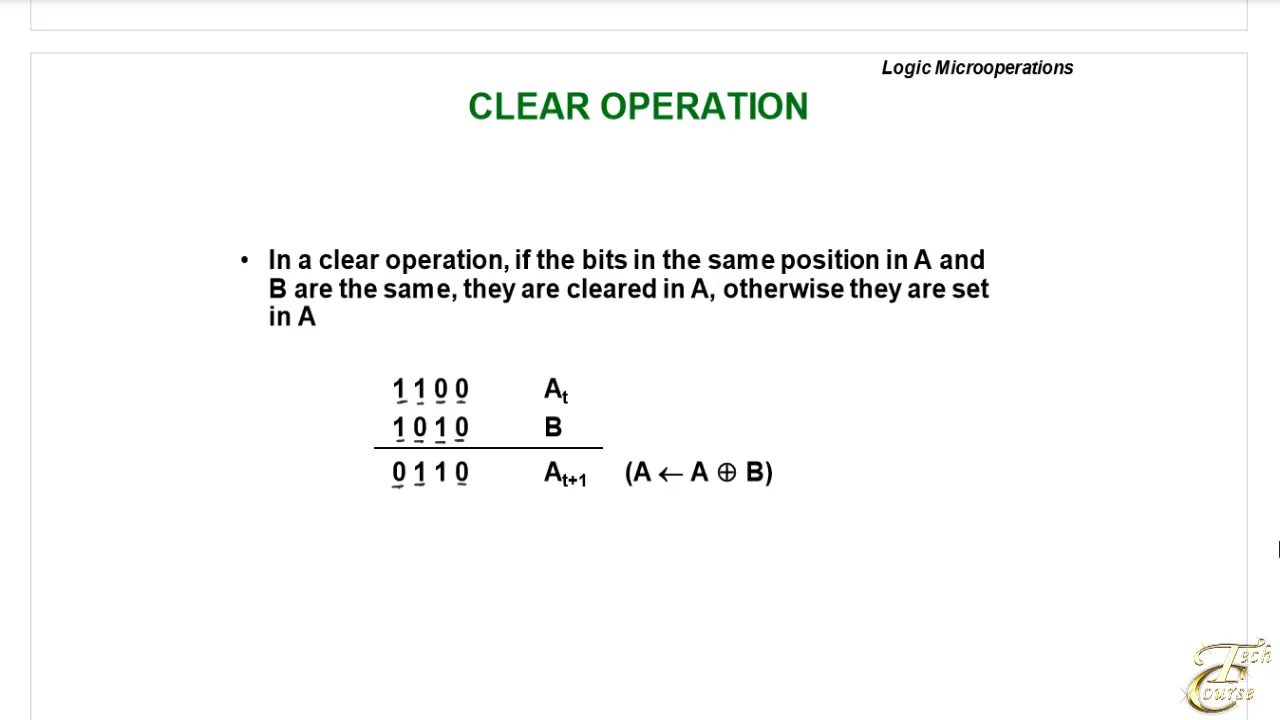 Logic Microoperations
CLEAR OPERATION
• In a clear operation, if the bits in the same position in A and
B are the same, they are cleared in A, otherwise they are set
in A
1 1 0 0 At
1 0 1 0 B
0 1 1 0 At+1 (A ← A ⊕ B)
Tech
Course